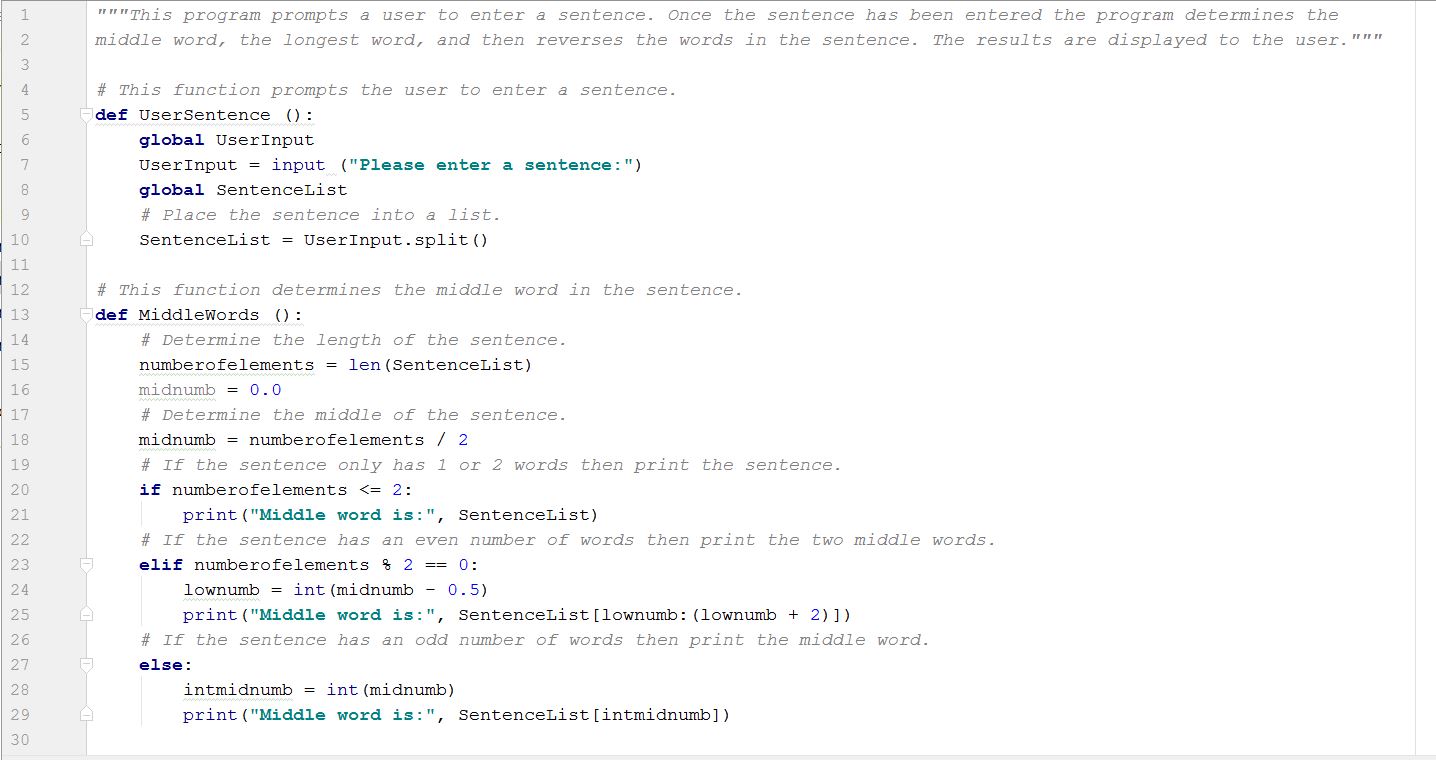 1 """This program prompts a user to enter a sentence. Once the sentence has been entered the program determines the
2 middle word, the longest word, and then reverses the words in the sentence. The results are displayed to the user."""
3
4 # This function prompts the user to enter a sentence.
5 def UserSentence ():
6     global UserInput
7     UserInput = input ("Please enter a sentence:")
8     global SentenceList
9     # Place the sentence into a list.
10     SentenceList = UserInput.split()
11
12 # This function determines the middle word in the sentence.
13 def MiddleWords ():
14     # Determine the length of the sentence.
15     numberofelements = len(SentenceList)
16     midnumb = 0.0
17     # Determine the middle of the sentence.
18     midnumb = numberofelements / 2
19     # If the sentence only has 1 or 2 words then print the sentence.
20     if numberofelements <= 2:
21         print("Middle word is:", SentenceList)
22     # If the sentence has an even number of words then print the two middle words.
23     elif numberofelements % 2 == 0:
24         lownumb = int(midnumb - 0.5)
25         print("Middle word is:", SentenceList[lownumb:(lownumb + 2)])
26     # If the sentence has an odd number of words then print the middle word.
27     else:
28         intmidnumb = int(midnumb)
29         print("Middle word is:", SentenceList[intmidnumb])
30